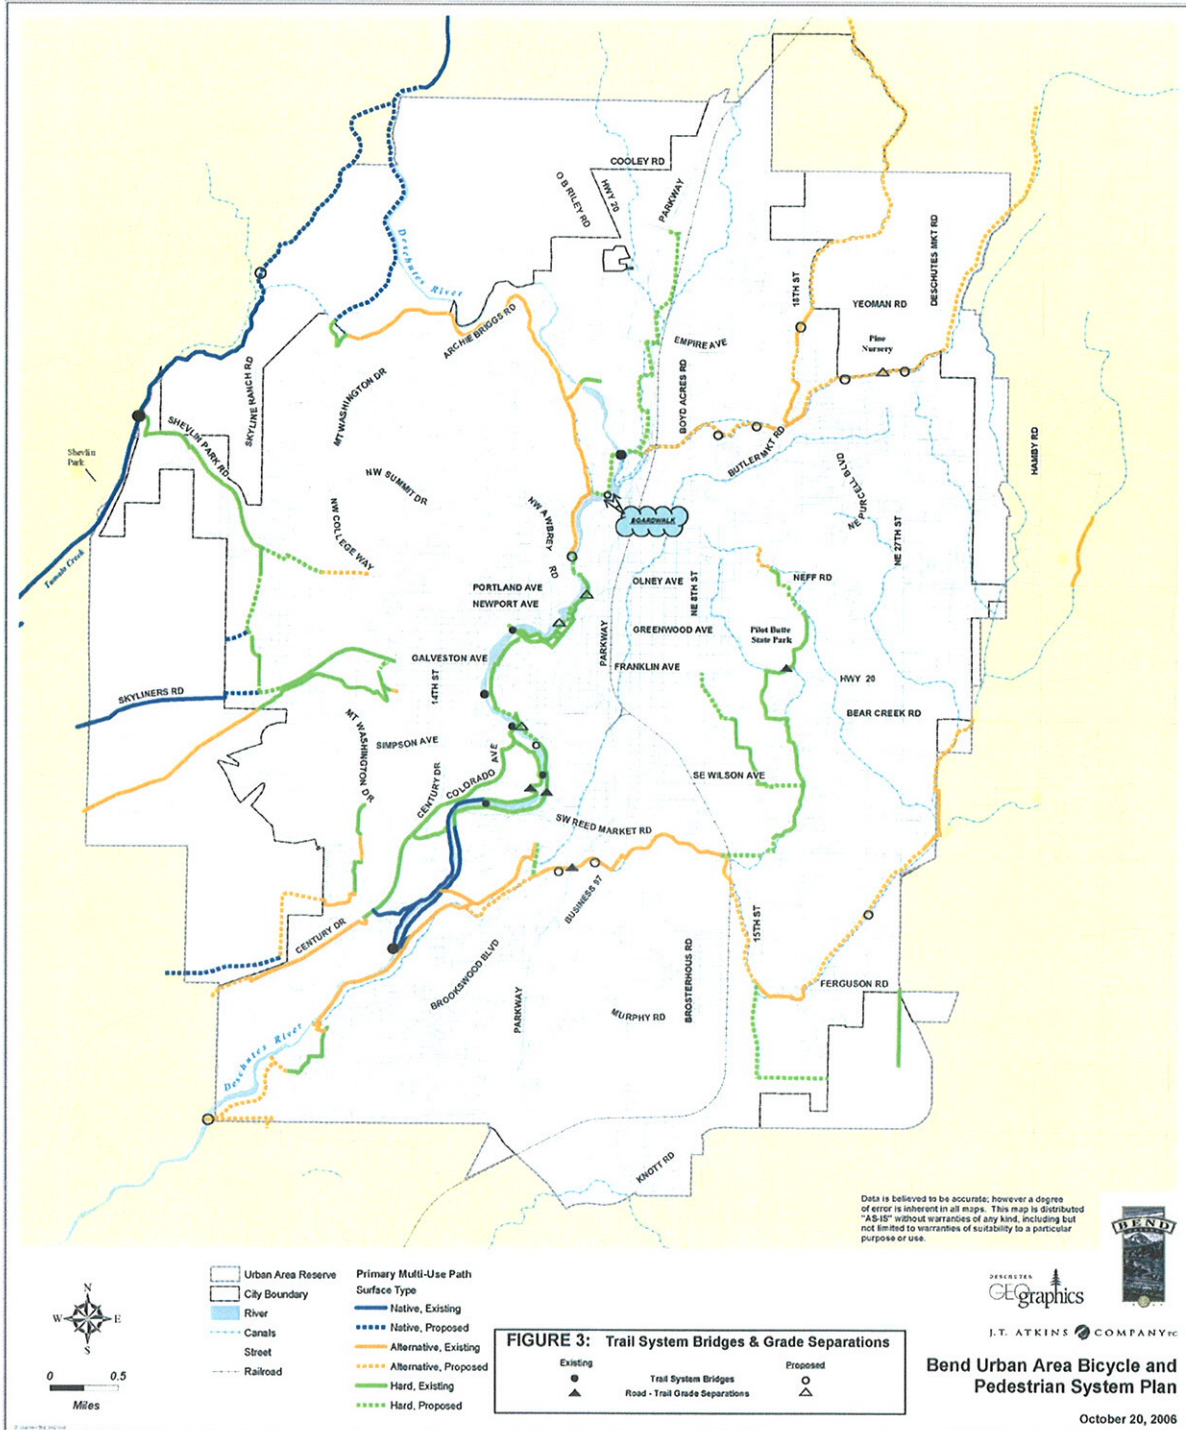 COOLEY RD
O B RILEY RD
HWY 20
PARKWAY
Deschutes River
DESCHUTES MKT RD
18TH ST
YEOMAN RD
Pine
Nursery
ARCHIE BRIGGS RD
EMPIRE AVE
SKYLINE RANCH RD
MT WASHINGTON DR
BOYD ACRES RD
SHEVLIN PARK RD
BUTLER MKT RD
HAMBY RD
Shevlin
Park
NW SUMMIT DR
NE PURCELL BLVD
NW COLLEGE WAY
NW AWBREY RD
BOARDWALK
NE 27TH ST
Tumalo Creek
PORTLAND AVE
OLNEY AVE
NE 8TH ST
NEFF RD
NEWPORT AVE
GREENWOOD AVE
Pilot Butte
State Park
PARKWAY
GALVESTON AVE
FRANKLIN AVE
14TH ST
HWY 20
SKYLINERS RD
BEAR CREEK RD
MT WASHINGTON DR
SIMPSON AVE
CENTURY DR
COLORADO AVE
SE WILSON AVE
SW REED MARKET RD
BUSINESS 97
15TH ST
CENTURY DR
BROOKSWOOD BLVD
BROSTERHOUS RD
FERGUSON RD
PARKWAY
MURPHY RD
Deschutes River
KNOTT RD
Data is believed to be accurate; however a degree
of error is inherent in all maps. This map is distributed
"AS-IS" without warranties of any kind, including but
not limited to warranties of suitability to a particular
purpose or use.
BEND
N
W E
S
0 0.5
Miles
Urban Area Reserve
City Boundary
River
Canals
Street
Railroad
Primary Multi-Use Path
Surface Type
Native, Existing
Native, Proposed
Alternative, Existing
Alternative, Proposed
Hard, Existing
Hard, Proposed
FIGURE 3: Trail System Bridges & Grade Separations
Existing Proposed
Trail System Bridges
Road - Trail Grade Separations
DESCHUTES
GEOgraphics
J.T. ATKINS COMPANY PC
Bend Urban Area Bicycle and
Pedestrian System Plan
October 20, 2006